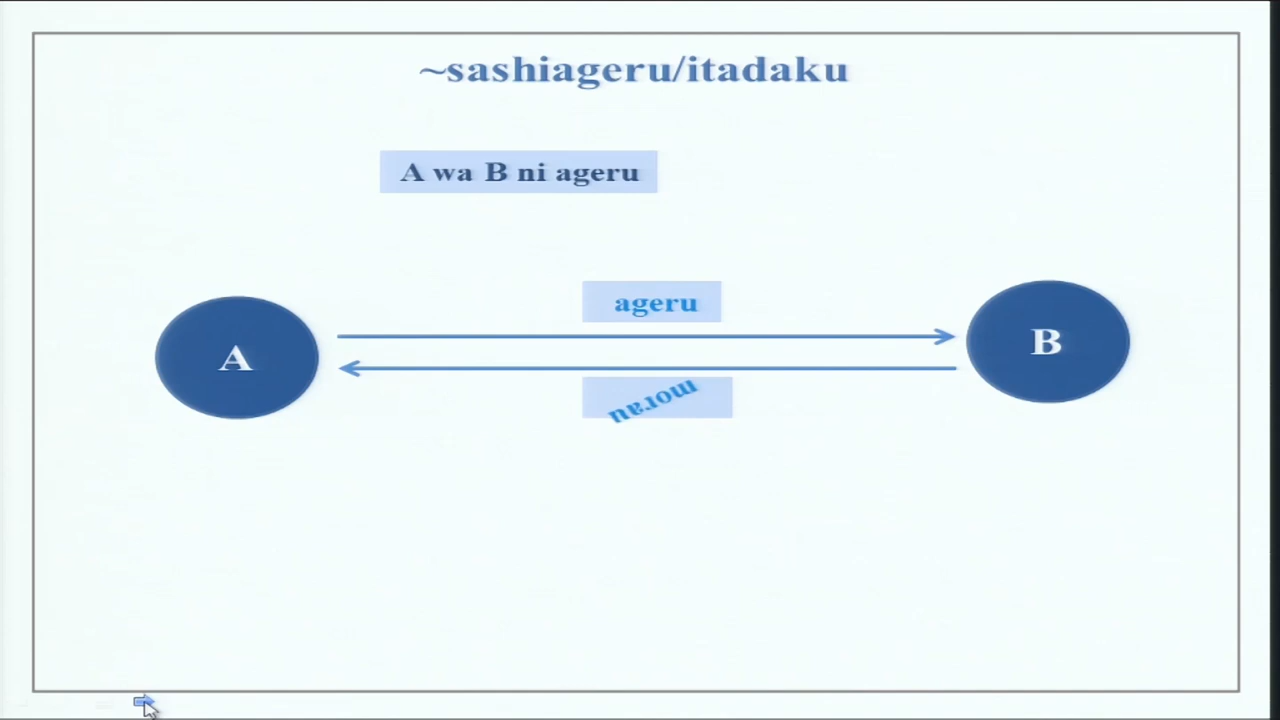 ~sashiageru/itadaku
A wa B ni ageru
ageru
A
B
morau